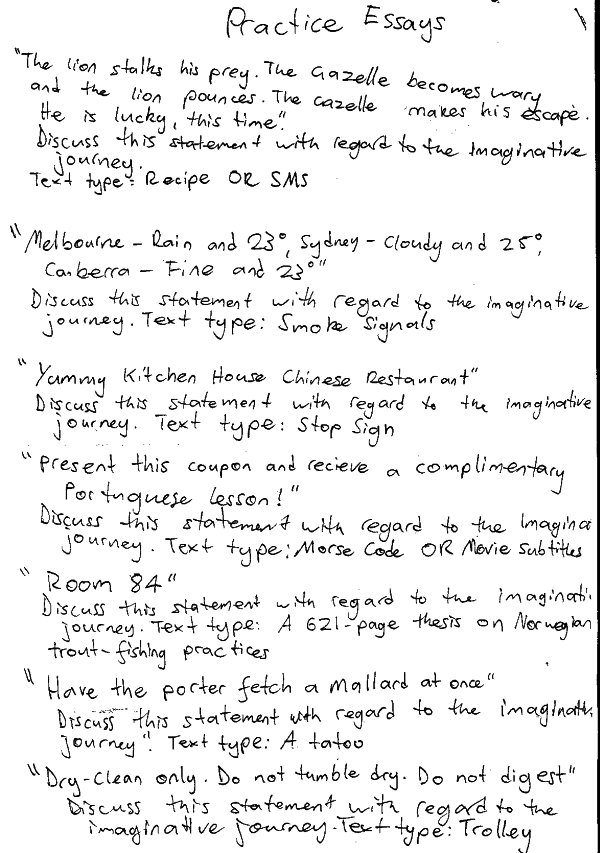 Practice Essays
"The lion stalks his prey. The Gazelle becomes wary
and the lion pounces. The Gazelle makes his escape.
He is lucky, this time".
Discuss this statement with regard to the Imaginative
journey.
Text type: Recipe OR SMS
"Melbourne - Rain and 23°, Sydney - Cloudy and 25°,
Canberra - Fine and 23°"
Discuss this statement with regard to the imaginative
journey. Text type: Smoke Signals
"Yummy Kitchen House Chinese Restaurant"
Discuss this statement with regard to the imaginative
journey. Text type: Stop Sign
"Present this coupon and recieve a complimentary
Portuguese Lesson!"
Discuss this statement with regard to the Imagina
journey. Text type: Morse Code OR Movie subtitles
"Room 84"
Discuss this statement with regard to the imaginati
journey. Text type: A 621-page thesis on Norwegian
trout-fishing practices
"Have the porter fetch a Mallard at once"
Discuss this statement with regard to the imaginativ
journey". Text type: A tatoo
"Dry-Clean only. Do not tumble dry. Do not digest"
Discuss this statement with regard to the
imaginative journey. Text type: Trolley